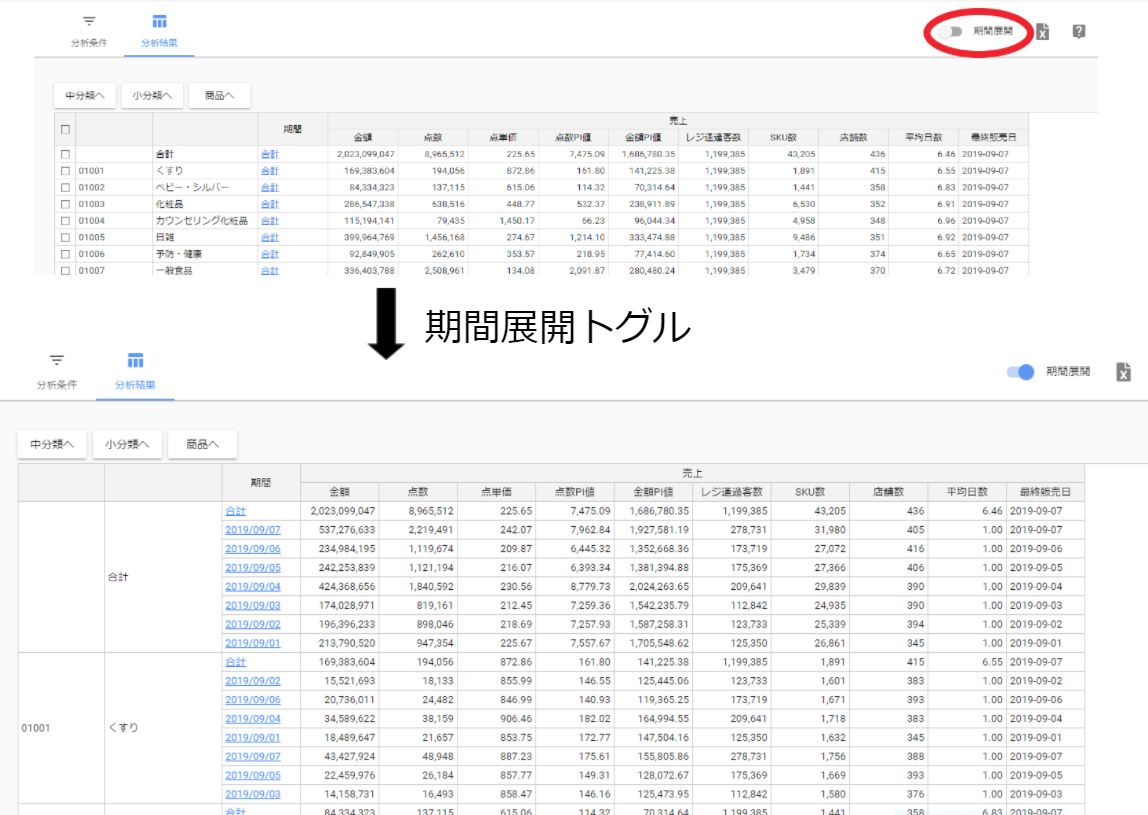 分析条件 分析結果 期間展開
中分類へ 小分類へ 商品へ
期間 売上
金額 点数 点単価 点数PI値 金額PI値 レジ通過客数 SKU数 店舗数 平均日数 最終販売日
合計 合計 2,023,099,047 8,965,512 225.65 7,475.09 1,686,780.35 1,199,385 43,205 436 6.46 2019-09-07
01001 くすり 合計 169,383,604 194,056 872.86 161.80 141,225.38 1,199,385 1,891 415 6.55 2019-09-07
01002 ベビー・シルバー 合計 84,334,323 137,115 615.06 114.32 70,314.64 1,199,385 1,441 358 6.83 2019-09-07
01003 化粧品 合計 286,547,338 638,516 448.77 532.37 238,911.89 1,199,385 6,530 352 6.91 2019-09-07
01004 カウンセリング化粧品 合計 115,194,141 79,435 1,450.17 66.23 96,044.34 1,199,385 4,958 348 6.96 2019-09-07
01005 日雑 合計 399,964,769 1,456,168 274.67 1,214.10 333,474.88 1,199,385 9,486 351 6.92 2019-09-07
01006 予防・健康 合計 92,849,905 262,610 353.57 218.95 77,414.60 1,199,385 1,734 374 6.65 2019-09-07
01007 一般食品 合計 336,403,788 2,508,961 134.08 2,091.87 280,480.24 1,199,385 3,479 370 6.72 2019-09-07
期間展開トグル
分析条件 分析結果 期間展開
中分類へ 小分類へ 商品へ
期間 売上
金額 点数 点単価 点数PI値 金額PI値 レジ通過客数 SKU数 店舗数 平均日数 最終販売日
合計 合計 2,023,099,047 8,965,512 225.65 7,475.09 1,686,780.35 1,199,385 43,205 436 6.46 2019-09-07
2019/09/07 537,276,633 2,219,491 242.07 7,962.84 1,927,581.19 278,731 31,980 405 1.00 2019-09-07
2019/09/06 234,984,195 1,119,674 209.87 6,445.32 1,352,668.36 173,719 27,072 416 1.00 2019-09-06
2019/09/05 242,253,839 1,121,194 216.07 6,393.34 1,381,394.88 175,369 27,366 406 1.00 2019-09-05
2019/09/04 424,368,656 1,840,592 230.56 8,779.73 2,024,263.65 209,641 29,839 390 1.00 2019-09-04
2019/09/03 174,028,971 819,161 212.45 7,259.36 1,542,235.79 112,842 24,935 390 1.00 2019-09-03
2019/09/02 196,396,233 898,046 218.69 7,257.93 1,587,258.31 123,733 25,339 394 1.00 2019-09-02
2019/09/01 213,790,520 947,354 225.67 7,557.67 1,705,548.62 125,350 26,861 345 1.00 2019-09-01
01001 くすり 合計 169,383,604 194,056 872.86 161.80 141,225.38 1,199,385 1,891 415 6.55 2019-09-07
2019/09/02 15,521,693 18,133 855.99 146.55 125,445.06 123,733 1,601 383 1.00 2019-09-02
2019/09/06 20,736,011 24,482 846.99 140.93 119,365.25 173,719 1,671 393 1.00 2019-09-06
2019/09/04 34,589,622 38,159 906.46 182.02 164,994.55 209,641 1,718 383 1.00 2019-09-04
2019/09/01 18,489,647 21,657 853.75 172.77 147,504.16 125,350 1,632 345 1.00 2019-09-01
2019/09/07 43,427,924 48,948 887.23 175.61 155,805.86 278,731 1,756 388 1.00 2019-09-07
2019/09/05 22,459,976 26,184 857.77 149.31 128,072.67 175,369 1,669 393 1.00 2019-09-05
2019/09/03 14,158,731 16,493 858.47 146.16 125,473.95 112,842 1,580 376 1.00 2019-09-03
合計 84,334,323 137,115 615.06 114.32 70,314.64 1,199,385 1,441 358 6.83 2019-09-07